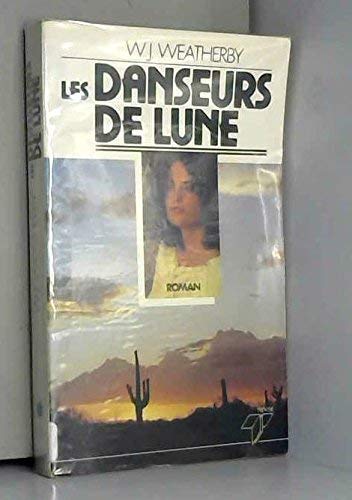 W.J. WEATHERBY
LES DANSEURS
DE LUNE
ROMAN